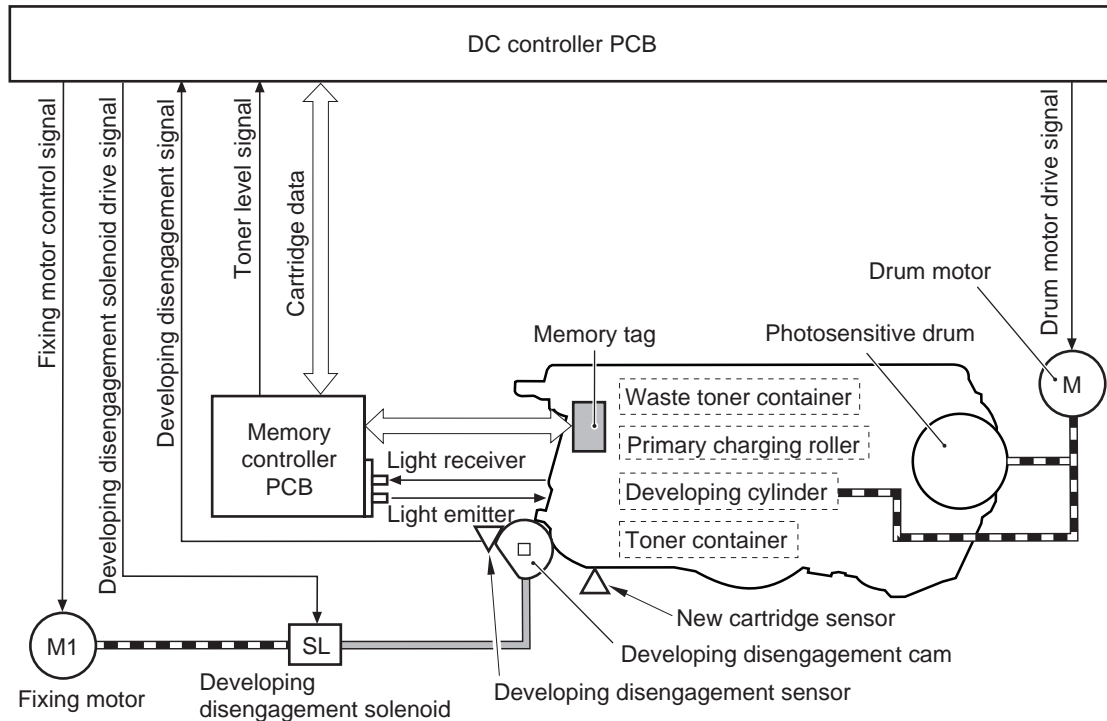 DC controller PCB
Fixing motor control signal
Developing disengagement solenoid drive signal
Developing disengagement signal
Toner level signal
Cartridge data
Drum motor drive signal
Drum motor
Photosensitive drum
Memory tag
M
Waste toner container
Primary charging roller
Developing cylinder
Toner container
Memory
controller
PCB
Light receiver
Light emitter
New cartridge sensor
Developing disengagement cam
Developing disengagement sensor
M1
SL
Fixing motor
Developing
disengagement solenoid